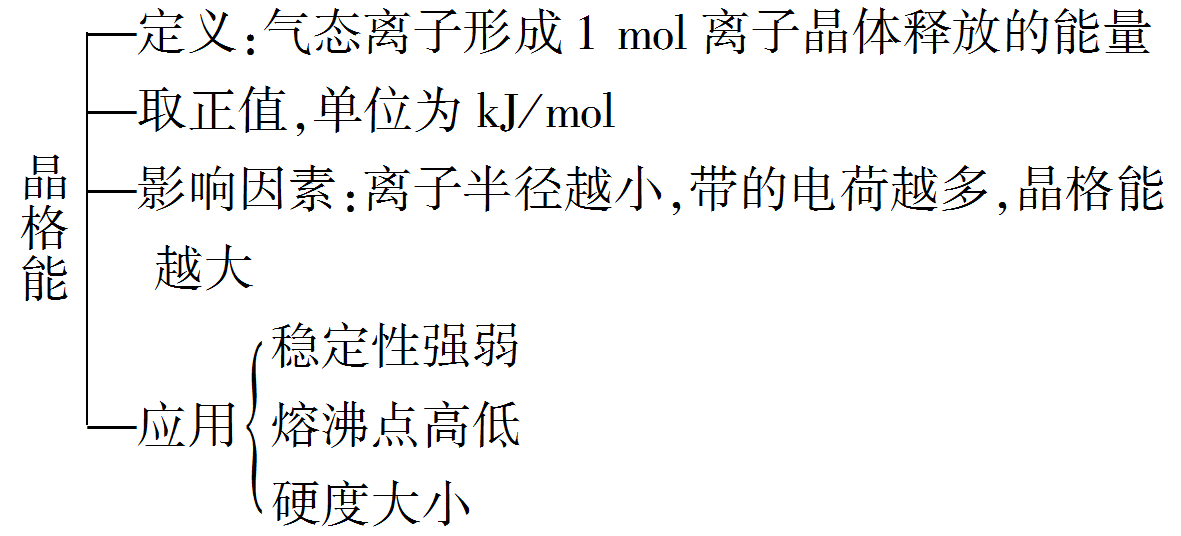 晶格能
定义:气态离子形成1 mol离子晶体释放的能量
取正值,单位为kJ/mol
影响因素:离子半径越小,带的电荷越多,晶格能
越大
应用
稳定性强弱
熔沸点高低
硬度大小